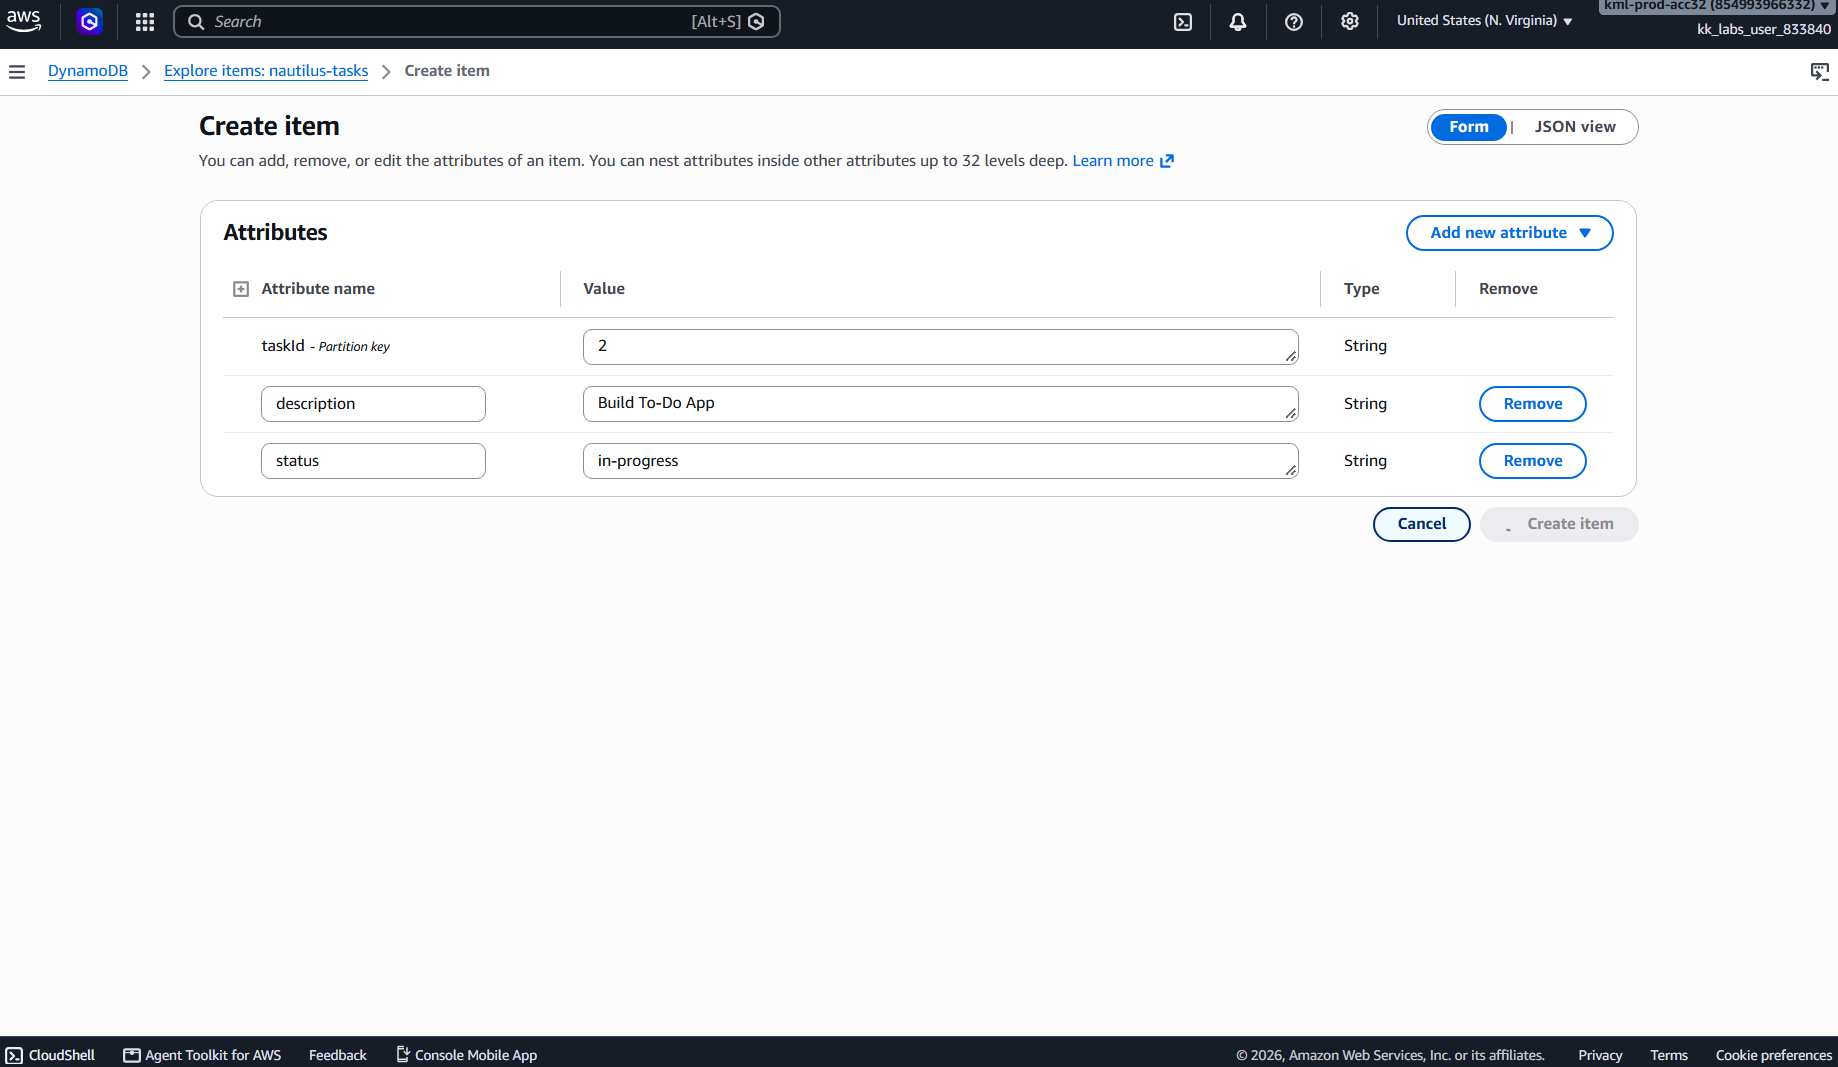 aws
Search [Alt+S]
United States (N. Virginia)
kml-prod-acc32 (854993966332)
kk_labs_user_833840
DynamoDB
Explore items: nautilus-tasks
Create item
Create item
Form
JSON view
You can add, remove, or edit the attributes of an item. You can nest attributes inside other attributes up to 32 levels deep. Learn more
Attributes
Add new attribute
Attribute name
Value
Type
Remove
taskId - Partition key
2
String
description
Build To-Do App
String
Remove
status
in-progress
String
Remove
Cancel
Create item
CloudShell
Agent Toolkit for AWS
Feedback
Console Mobile App
© 2026, Amazon Web Services, Inc. or its affiliates.
Privacy
Terms
Cookie preferences